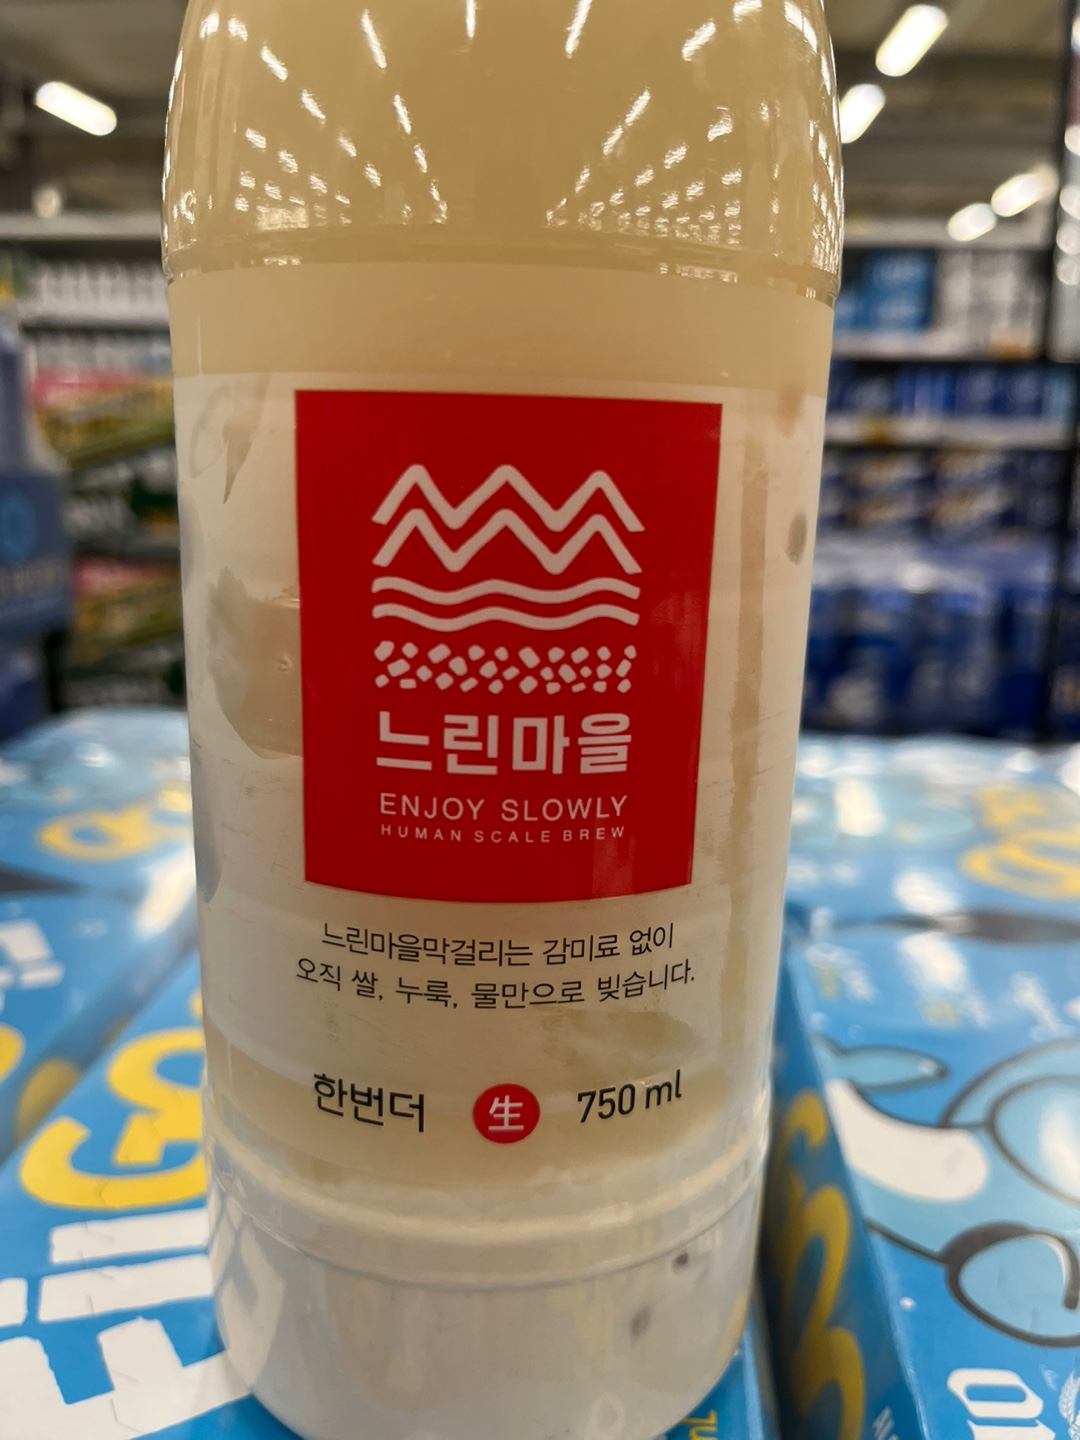 느린마을
ENJOY SLOWLY
HUMAN SCALE BREW
느린마을막걸리는 감미료 없이
오직 쌀, 누룩, 물만으로 빚습니다.
한번더 生 750 ml